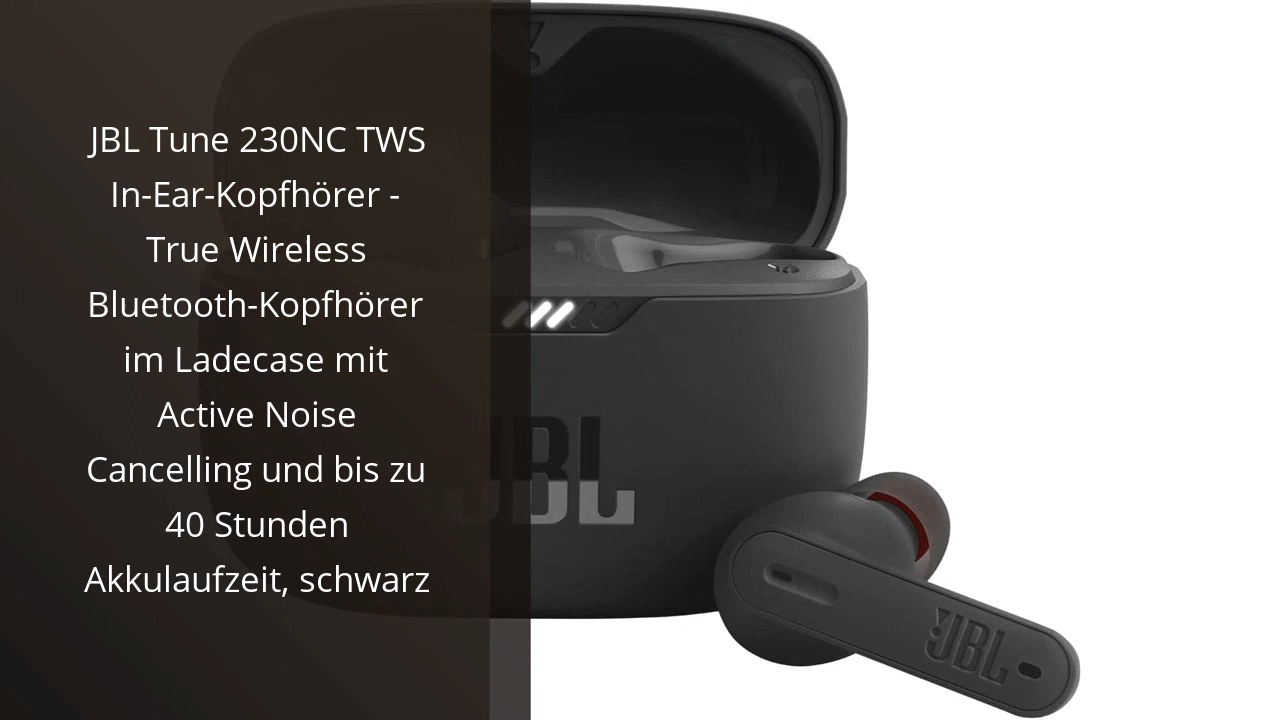 JBL Tune 230NC TWS
In-Ear-Kopfhörer -
True Wireless
Bluetooth-Kopfhörer
im Ladecase mit
Active Noise
Cancelling und bis zu
40 Stunden
Akkulaufzeit, schwarz
JBL
JBL